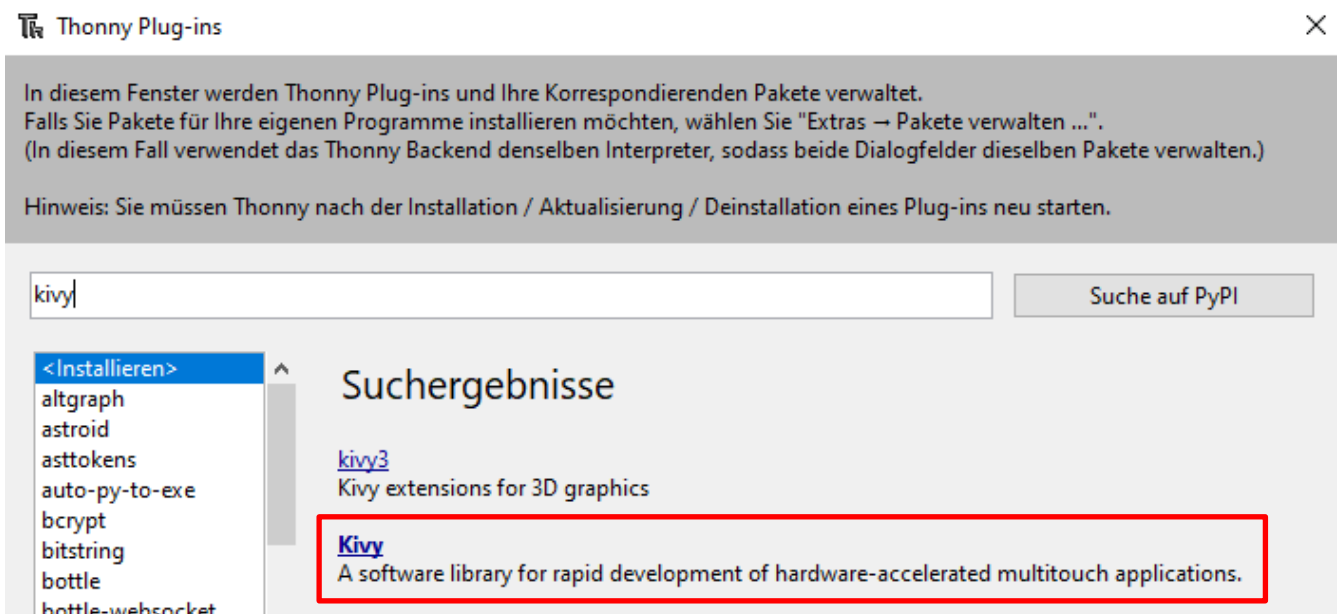 Thonny Plug-ins
In diesem Fenster werden Thonny Plug-ins und Ihre Korrespondierenden Pakete verwaltet.
Falls Sie Pakete für Ihre eigenen Programme installieren möchten, wählen Sie "Extras → Pakete verwalten ...".
(In diesem Fall verwendet das Thonny Backend denselben Interpreter, sodass beide Dialogfelder dieselben Pakete verwalten.)
Hinweis: Sie müssen Thonny nach der Installation / Aktualisierung / Deinstallation eines Plug-ins neu starten.
kivy
Suche auf PyPI
<Installieren>
altgraph
astroid
asttokens
auto-py-to-exe
bcrypt
bitstring
bottle
bottle-websocket
Suchergebnisse
kivy3
Kivy extensions for 3D graphics
Kivy
A software library for rapid development of hardware-accelerated multitouch applications.